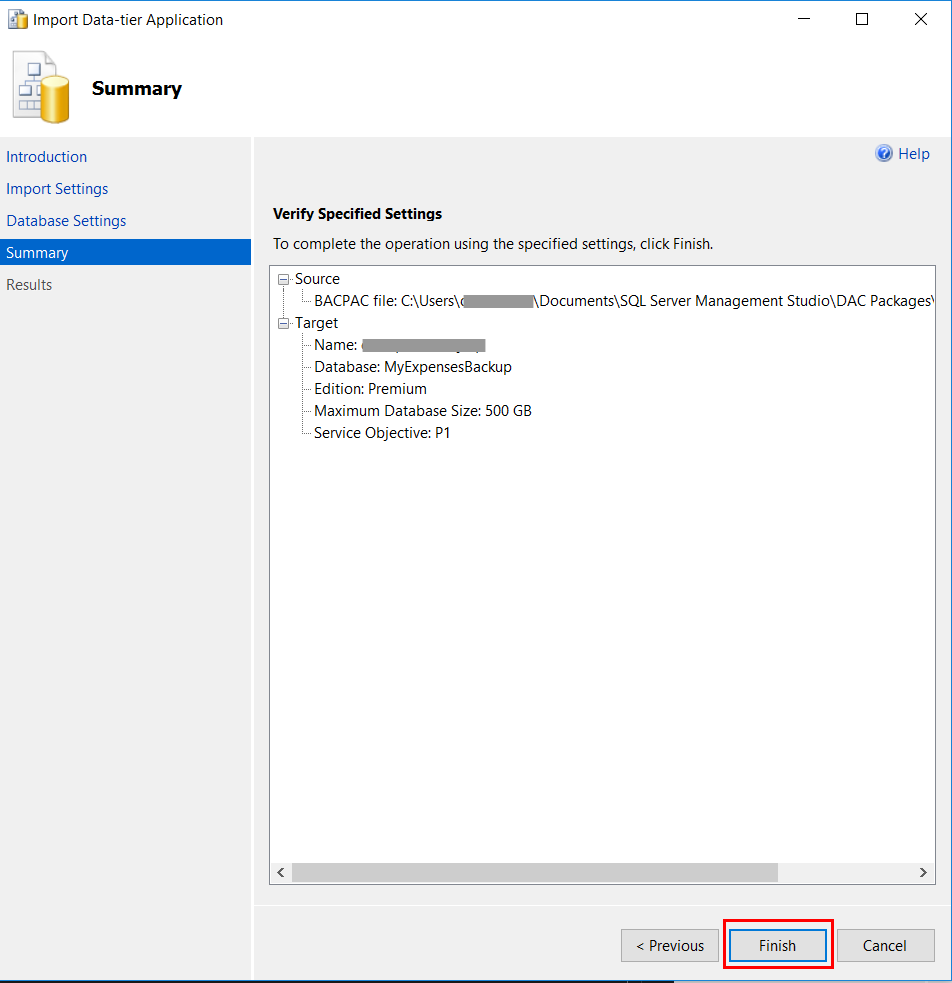 Import Data-tier Application
Summary
Introduction
Import Settings
Database Settings
Summary
Results
Help
Verify Specified Settings
To complete the operation using the specified settings, click Finish.
Source
BACPAC file: C:\Users\ \Documents\SQL Server Management Studio\DAC Packages\
Target
Name:
Database: MyExpensesBackup
Edition: Premium
Maximum Database Size: 500 GB
Service Objective: P1
< Previous
Finish
Cancel